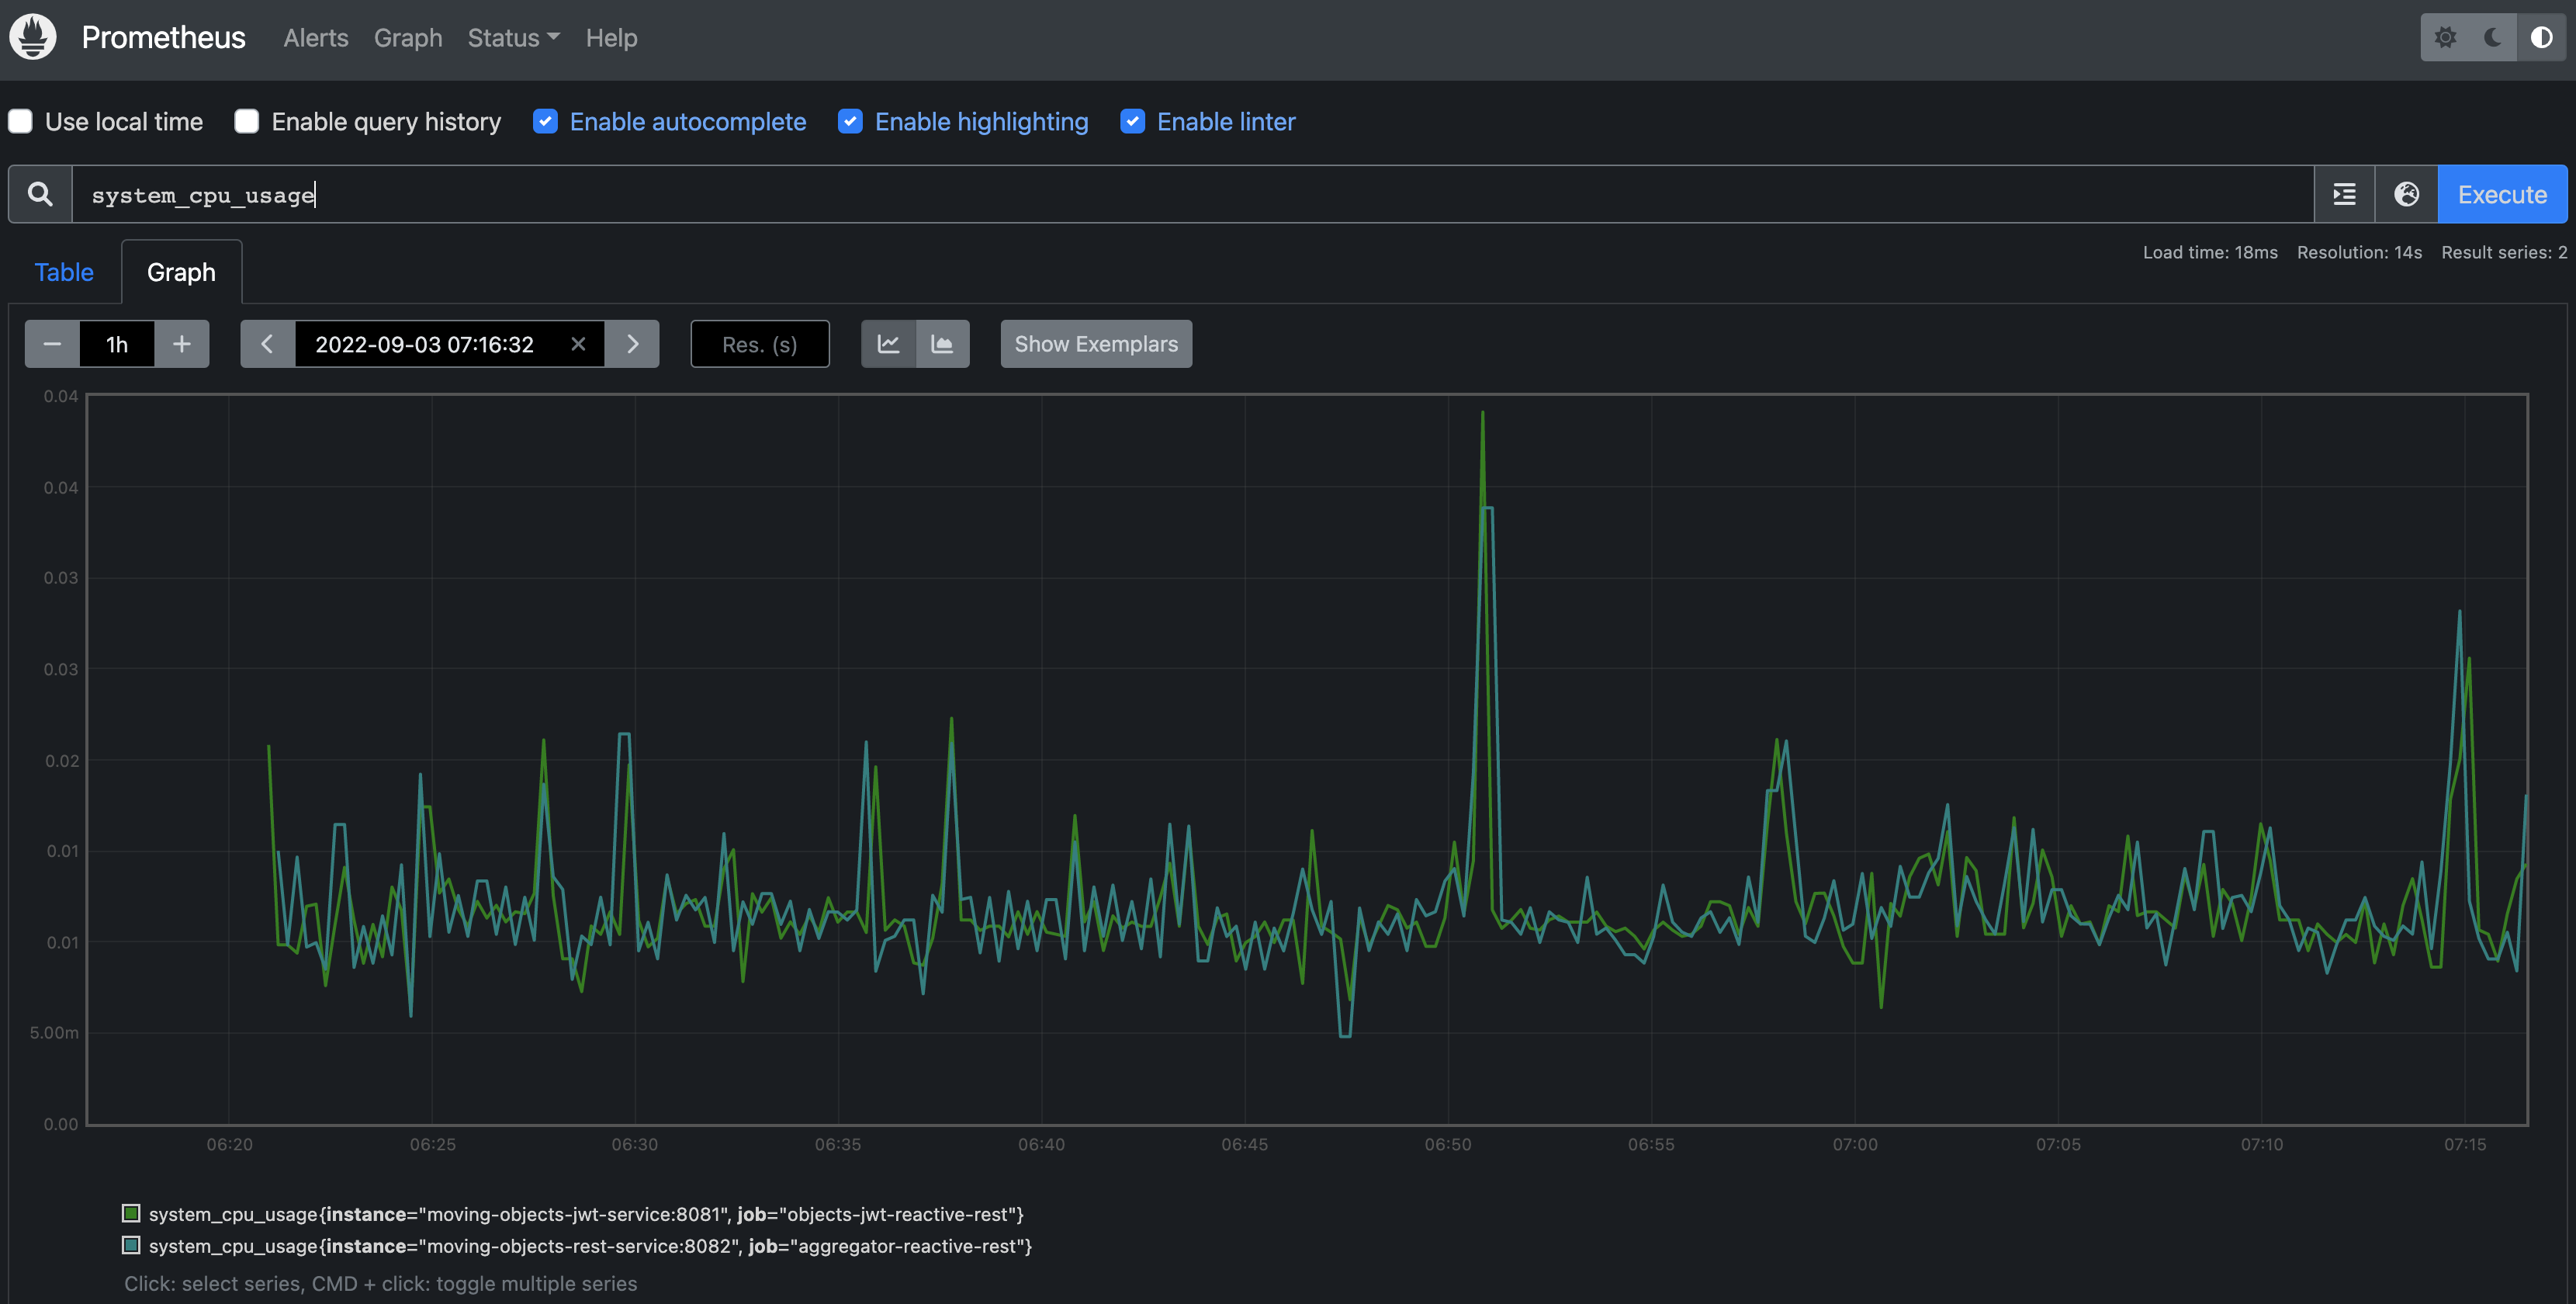 Prometheus Alerts Graph Status Help
Use local time Enable query history Enable autocomplete Enable highlighting Enable linter
system_cpu_usage Execute
Load time: 18ms Resolution: 14s Result series: 2
Table Graph
1h 2022-09-03 07:16:32 Res. (s) Show Exemplars
0.04
0.04
0.03
0.03
0.02
0.01
0.01
5.00m
0.00
06:20 06:25 06:30 06:35 06:40 06:45 06:50 06:55 07:00 07:05 07:10 07:15
system_cpu_usage{instance="moving-objects-jwt-service:8081", job="objects-jwt-reactive-rest"}
system_cpu_usage{instance="moving-objects-rest-service:8082", job="aggregator-reactive-rest"}
Click: select series, CMD + click: toggle multiple series